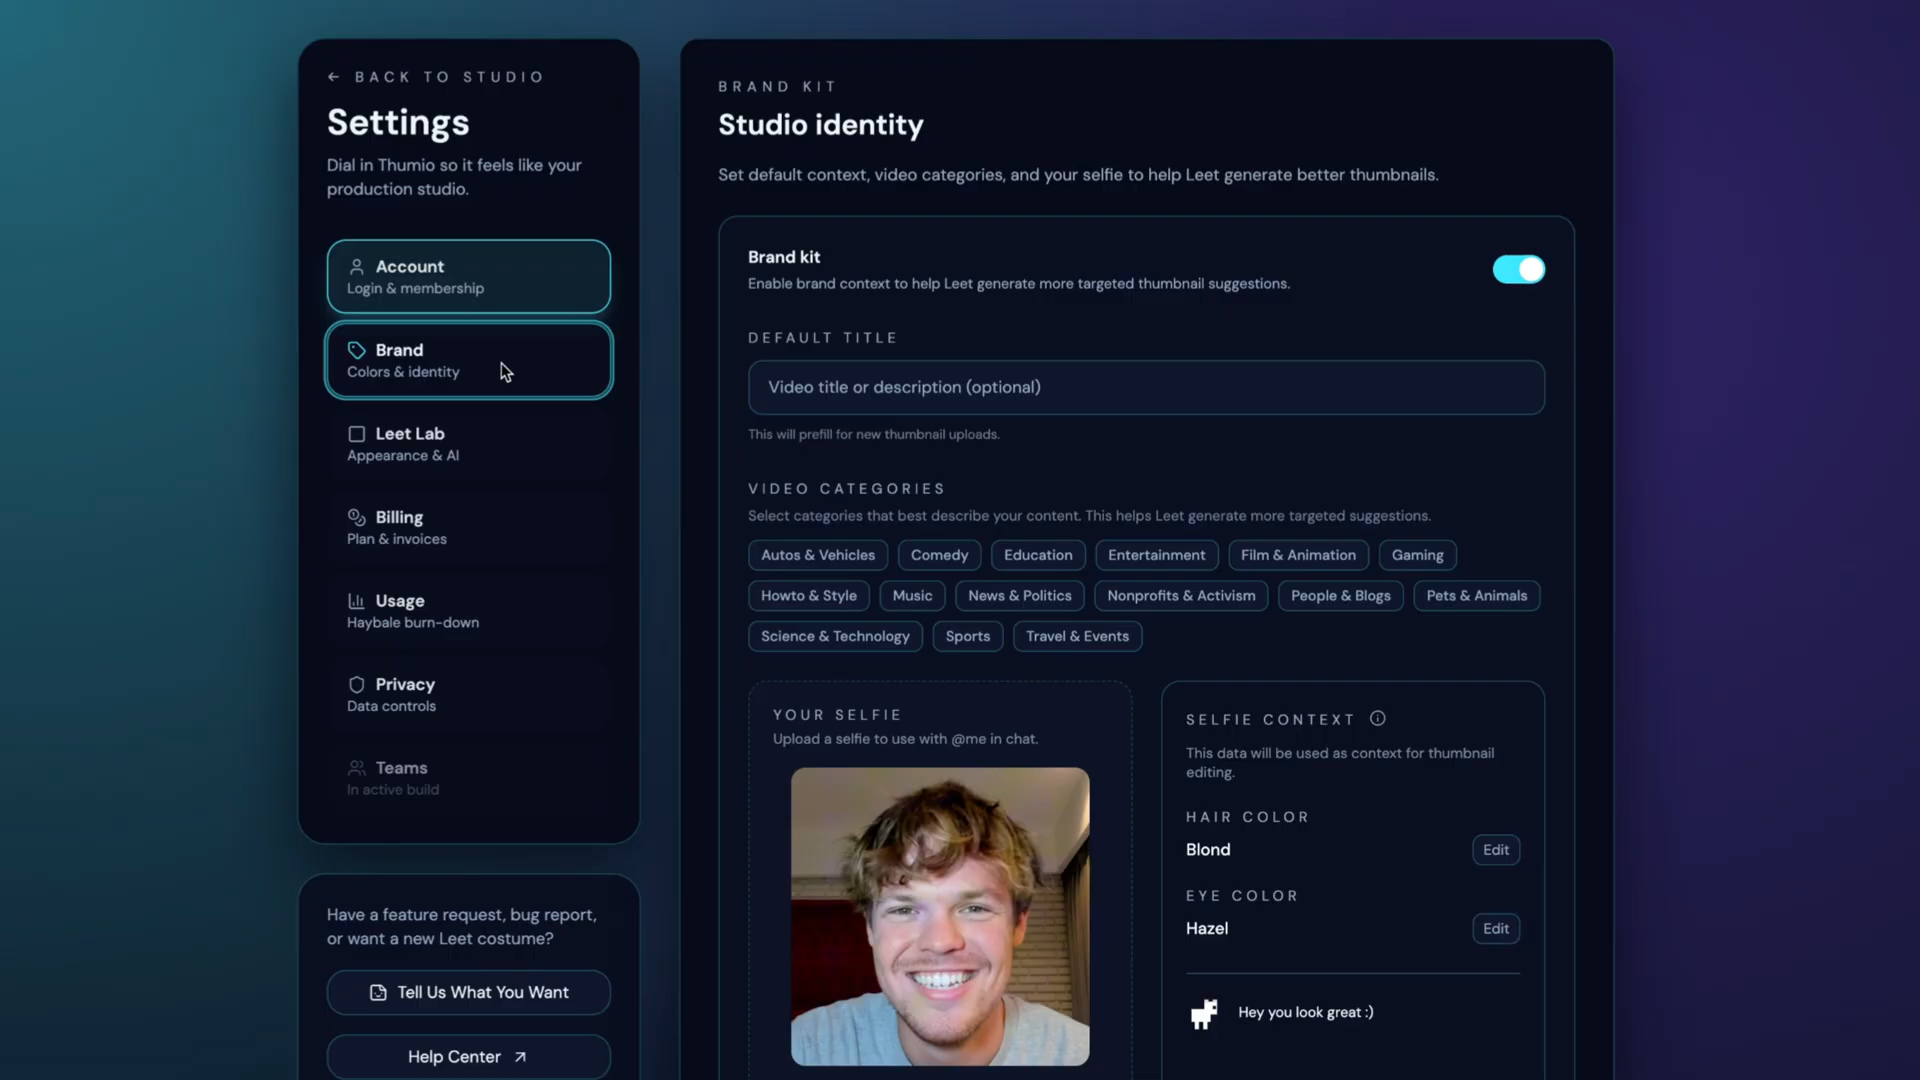 ← BACK TO STUDIO
Settings
Dial in Thumio so it feels like your
production studio.
Account
Login & membership
Brand
Colors & identity
Leet Lab
Appearance & AI
Billing
Plan & invoices
Usage
Haybale burn-down
Privacy
Data controls
Teams
In active build
Have a feature request, bug report,
or want a new Leet costume?
Tell Us What You Want
Help Center ↗
BRAND KIT
Studio identity
Set default context, video categories, and your selfie to help Leet generate better thumbnails.
Brand kit
Enable brand context to help Leet generate more targeted thumbnail suggestions.
DEFAULT TITLE
Video title or description (optional)
This will prefill for new thumbnail uploads.
VIDEO CATEGORIES
Select categories that best describe your content. This helps Leet generate more targeted suggestions.
Autos & Vehicles Comedy Education Entertainment Film & Animation Gaming
Howto & Style Music News & Politics Nonprofits & Activism People & Blogs Pets & Animals
Science & Technology Sports Travel & Events
YOUR SELFIE
Upload a selfie to use with @me in chat.
SELFIE CONTEXT
This data will be used as context for thumbnail
editing.
HAIR COLOR
Blond Edit
EYE COLOR
Hazel Edit
Hey you look great :)